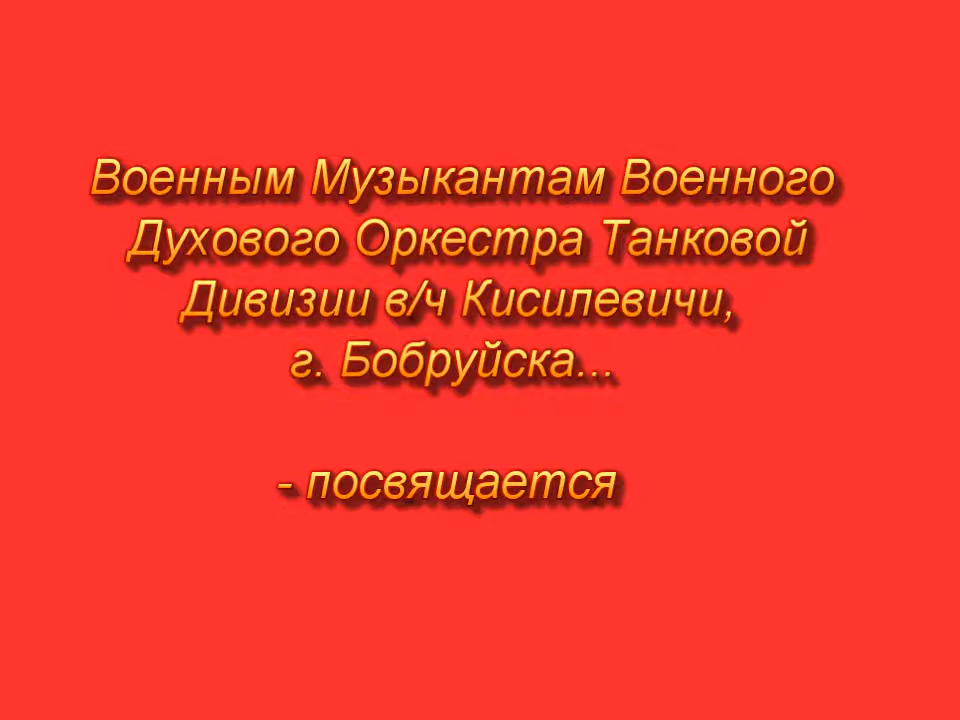 Военным Музыкантам Военного
Духового Оркестра Танковой
Дивизии в/ч Кисилевичи,
г. Бобруйска...
- посвящается